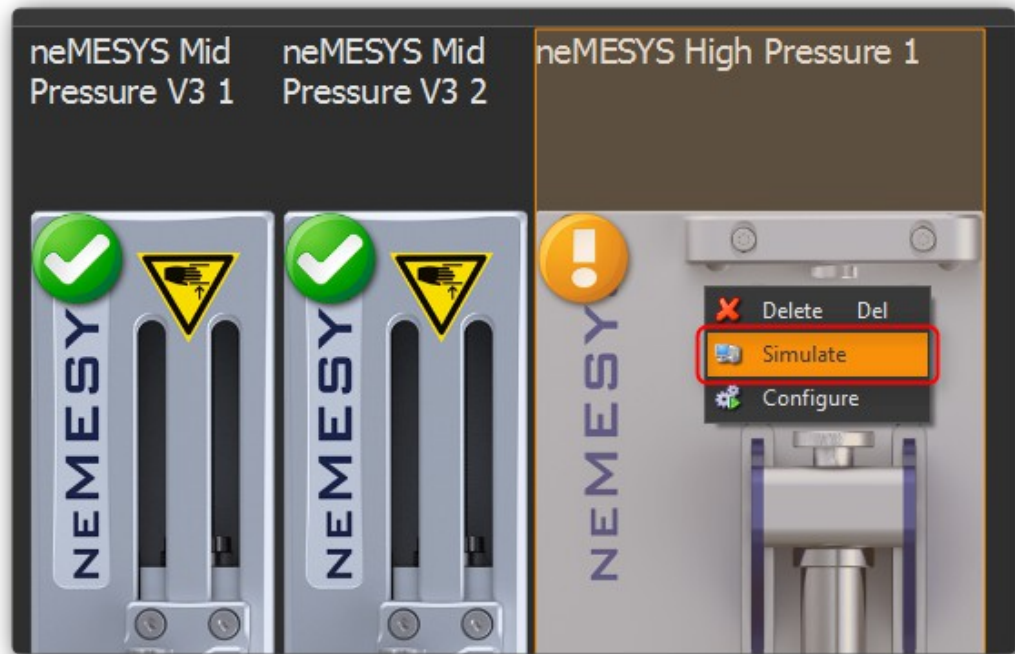 neMESYS Mid
Pressure V3 1
neMESYS Mid
Pressure V3 2
neMESYS High Pressure 1
NEMESYS
NEMESYS
NEMESYS
Delete Del
Simulate
Configure